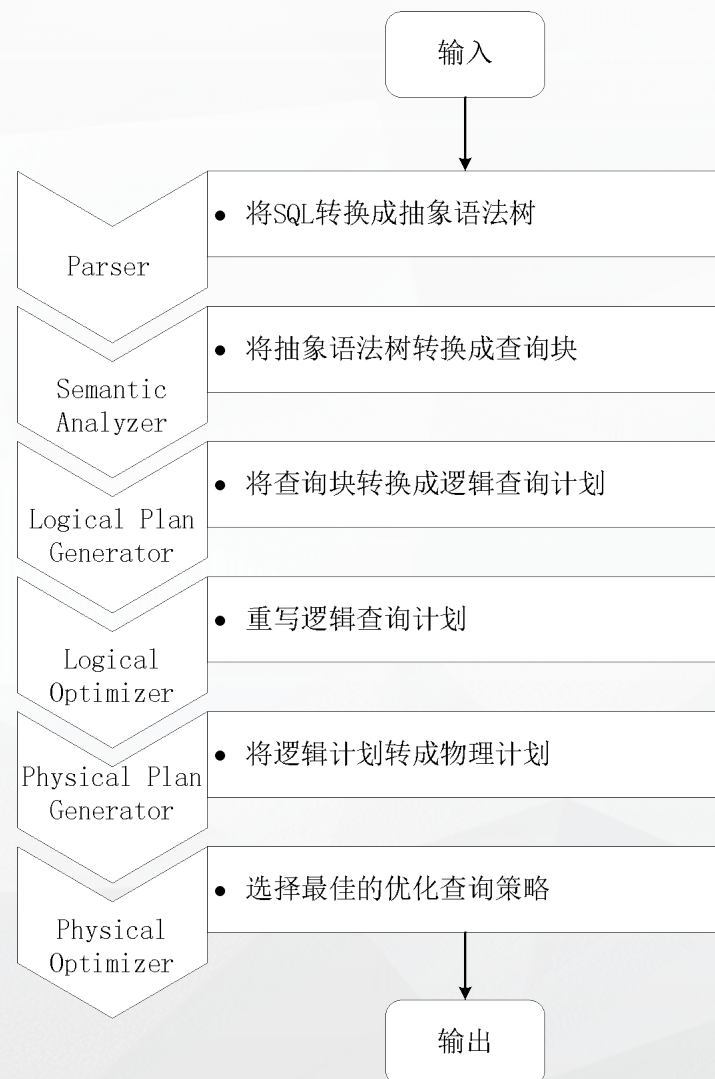 输入
Parser
● 将SQL转换成抽象语法树
Semantic
Analyzer
● 将抽象语法树转换成查询块
Logical Plan
Generator
● 将查询块转换成逻辑查询计划
Logical
Optimizer
● 重写逻辑查询计划
Physical Plan
Generator
● 将逻辑计划转成物理计划
Physical
Optimizer
● 选择最佳的优化查询策略
输出